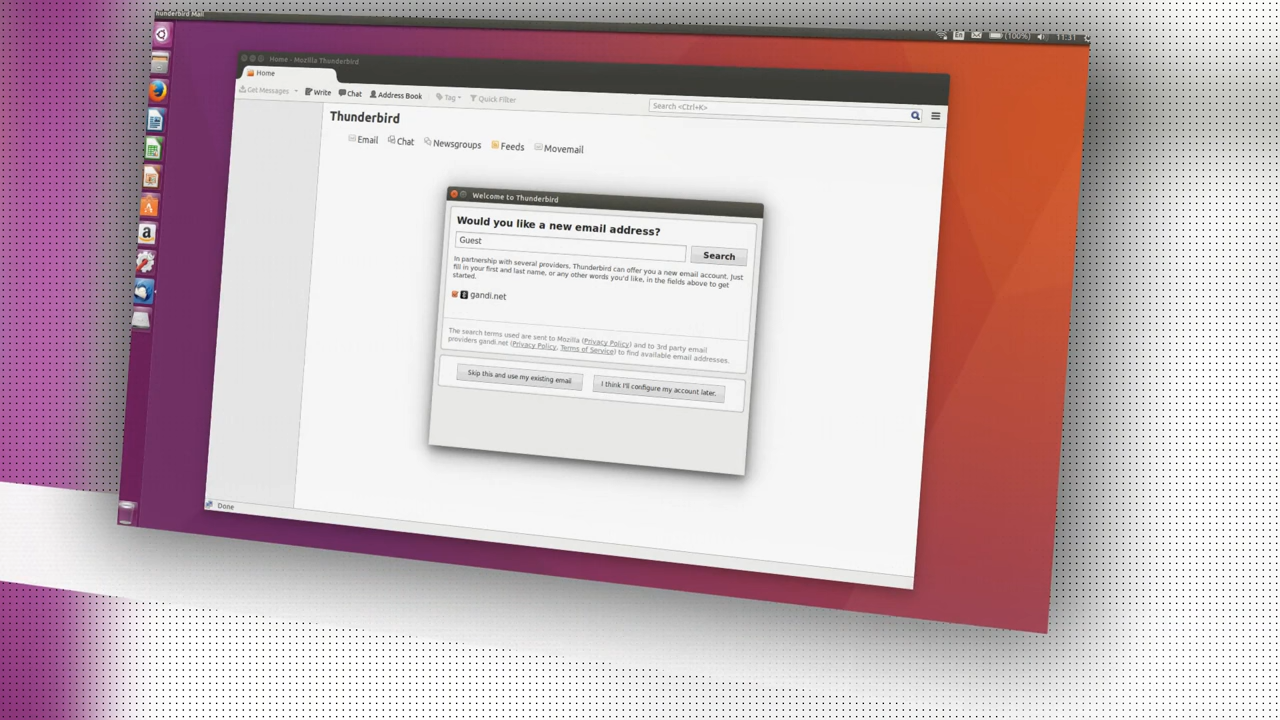 Thunderbird Mail
(100%)
11:31
Home - Mozilla Thunderbird
Home
Get Messages
Write
Chat
Address Book
Tag
Quick Filter
Search <Ctrl+K>
Thunderbird
Email
Chat
Newsgroups
Feeds
Movemail
Welcome to Thunderbird
Would you like a new email address?
Guest
Search
In partnership with several providers, Thunderbird can offer you a new email account. Just
fill in your first and last name, or any other words you'd like, in the fields above to get
started.
gandi.net
The search terms used are sent to Mozilla (Privacy Policy) and to 3rd party email
providers gandi.net (Privacy Policy, Terms of Service) to find available email addresses.
Skip this and use my existing email
I think I'll configure my account later.
Done